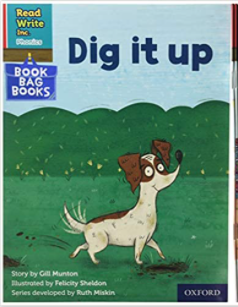 Read
Write
Inc.
Phonics
BOOK
BAG
BOOKS
Dig it up
Story by Gill Munton
Illustrated by Felicity Sheldon
Series developed by Ruth Miskin
OXFORD